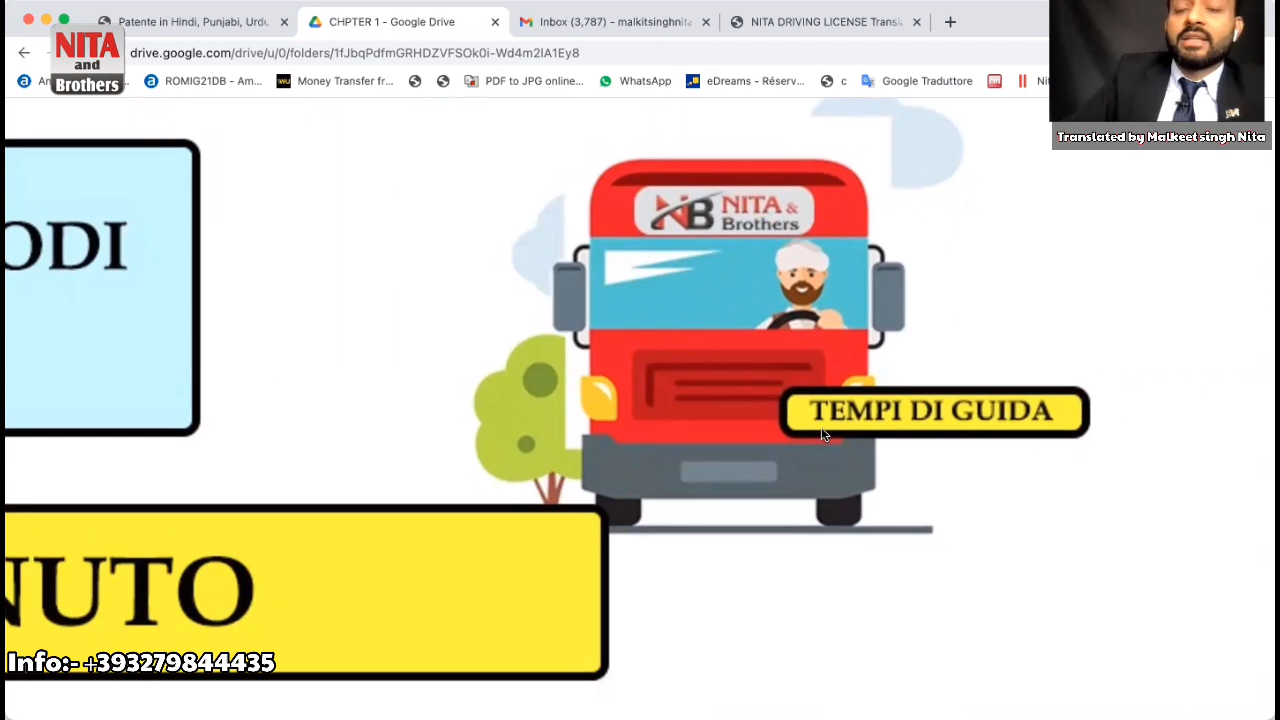 Patente in Hindi, Punjabi, Urdu
CHPTER 1 - Google Drive
Inbox (3,787) - malkitsinghnita
NITA DRIVING LICENSE Transl
drive.google.com/drive/u/0/folders/1fJbqPdfmGRHDZVFSOk0i-Wd4m2IA1Ey8
NITA
and
Brothers
ROMIG21DB - Am...
Money Transfer fr...
PDF to JPG online...
WhatsApp
eDreams - Réserv...
c
Google Traduttore
Translated by Malkeet singh Nita
ODI
NB NITA &
Brothers
TEMPI DI GUIDA
NUTO
Info:- +393279844435